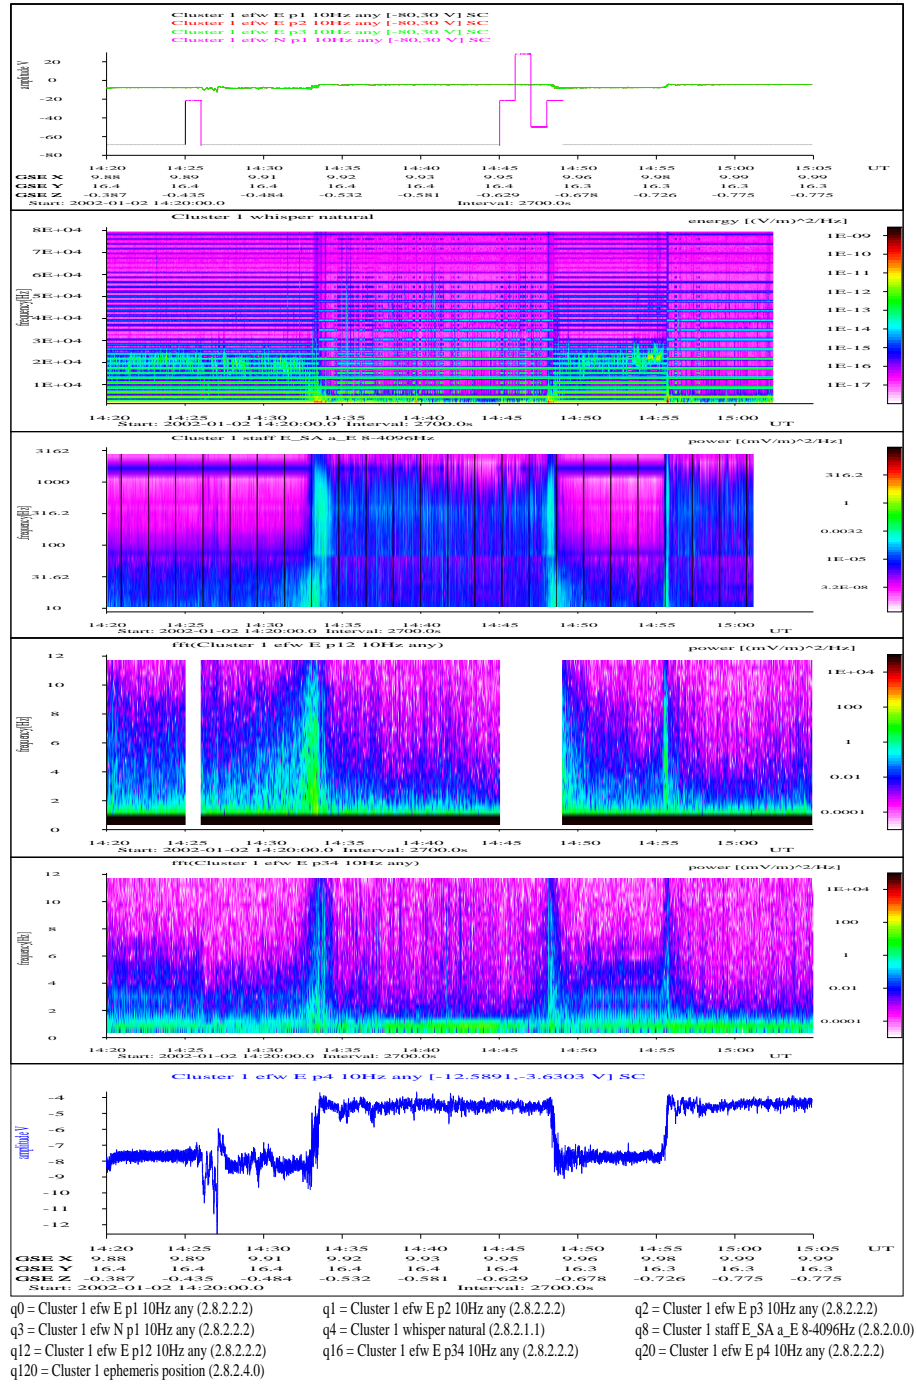 Cluster 1 efw E p1 10Hz any [-80,30 V] SC
Cluster 1 efw E p2 10Hz any [-80,30 V] SC
Cluster 1 efw E p3 10Hz any [-80,30 V] SC
Cluster 1 efw N p1 10Hz any [-80,30 V] SC
amplitude V
20
0
-20
-40
-60
-80
14:20 14:25 14:30 14:35 14:40 14:45 14:50 14:55 15:00 15:05 UT
GSE X 9.88 9.89 9.91 9.92 9.93 9.95 9.96 9.98 9.99 9.99
GSE Y 16.4 16.4 16.4 16.4 16.4 16.4 16.3 16.3 16.3 16.3
GSE Z -0.387 -0.435 -0.484 -0.532 -0.581 -0.629 -0.678 -0.726 -0.775 -0.775
Start: 2002-01-02 14:20:00.0 Interval: 2700.0s
Cluster 1 whisper natural energy [(V/m)^2/Hz]
frequency[Hz]
8E+04
7E+04
6E+04
5E+04
4E+04
3E+04
2E+04
1E+04
1E-09
1E-10
1E-11
1E-12
1E-13
1E-14
1E-15
1E-16
1E-17
14:20 14:25 14:30 14:35 14:40 14:45 14:50 14:55 15:00
Start: 2002-01-02 14:20:00.0 Interval: 2700.0s UT
Cluster 1 staff E_SA a_E 8-4096Hz power [(mV/m)^2/Hz]
frequency[Hz]
3162
1000
316.2
100
31.62
10
316.2
1
0.0032
1E-05
3.2E-08
14:20 14:25 14:30 14:35 14:40 14:45 14:50 14:55 15:00
Start: 2002-01-02 14:20:00.0 Interval: 2700.0s UT
fft(Cluster 1 efw E p12 10Hz any) power [(mV/m)^2/Hz]
frequency[Hz]
12
10
8
6
4
2
0
1E+04
100
1
0.01
0.0001
14:20 14:25 14:30 14:35 14:40 14:45 14:50 14:55 15:00
Start: 2002-01-02 14:20:00.0 Interval: 2700.0s UT
fft(Cluster 1 efw E p34 10Hz any) power [(mV/m)^2/Hz]
frequency[Hz]
12
10
8
6
4
2
0
1E+04
100
1
0.01
0.0001
14:20 14:25 14:30 14:35 14:40 14:45 14:50 14:55 15:00
Start: 2002-01-02 14:20:00.0 Interval: 2700.0s UT
Cluster 1 efw E p4 10Hz any [-12.5891,-3.6303 V] SC
amplitude V
-4
-5
-6
-7
-8
-9
-10
-11
-12
14:20 14:25 14:30 14:35 14:40 14:45 14:50 14:55 15:00 15:05 UT
GSE X 9.88 9.89 9.91 9.92 9.93 9.95 9.96 9.98 9.99 9.99
GSE Y 16.4 16.4 16.4 16.4 16.4 16.4 16.3 16.3 16.3 16.3
GSE Z -0.387 -0.435 -0.484 -0.532 -0.581 -0.629 -0.678 -0.726 -0.775 -0.775
Start: 2002-01-02 14:20:00.0 Interval: 2700.0s
q0 = Cluster 1 efw E p1 10Hz any (2.8.2.2.2) q1 = Cluster 1 efw E p2 10Hz any (2.8.2.2.2) q2 = Cluster 1 efw E p3 10Hz any (2.8.2.2.2)
q3 = Cluster 1 efw N p1 10Hz any (2.8.2.2.2) q4 = Cluster 1 whisper natural (2.8.2.1.1) q8 = Cluster 1 staff E_SA a_E 8-4096Hz (2.8.2.0.0)
q12 = Cluster 1 efw E p12 10Hz any (2.8.2.2.2) q16 = Cluster 1 efw E p34 10Hz any (2.8.2.2.2) q20 = Cluster 1 efw E p4 10Hz any (2.8.2.2.2)
q120 = Cluster 1 ephemeris position (2.8.2.4.0)